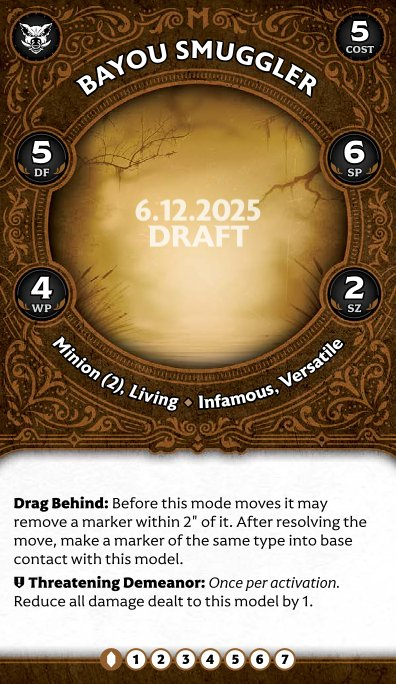 5
COST
BAYOU SMUGGLER
5
DF
6
SP
6.12.2025
DRAFT
4
WP
2
SZ
Minion (2), Living ◆ Infamous, Versatile
Drag Behind: Before this mode moves it may
remove a marker within 2" of it. After resolving the
move, make a marker of the same type into base
contact with this model.
Threatening Demeanor: Once per activation.
Reduce all damage dealt to this model by 1.
1 2 3 4 5 6 7